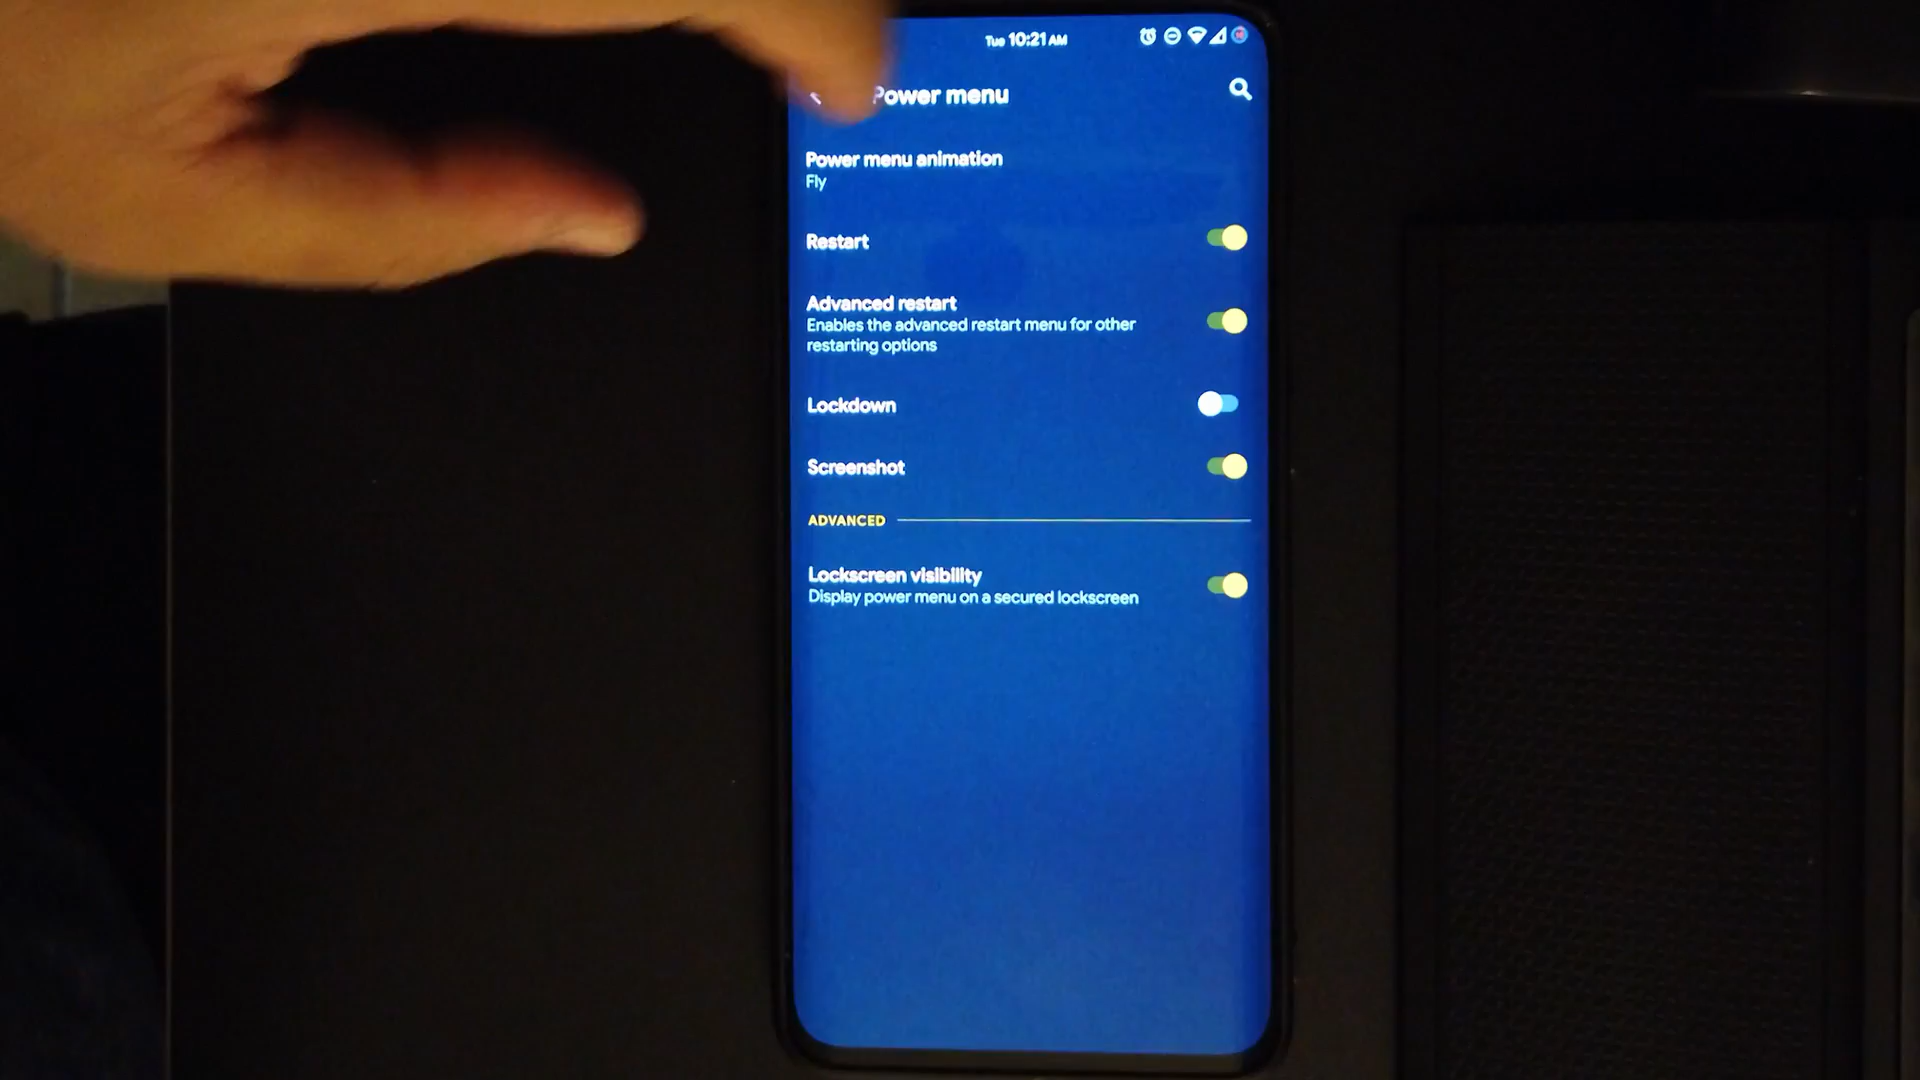 Tue 10:21 AM
Power menu
Power menu animation
Fly
Restart
Advanced restart
Enables the advanced restart menu for other
restarting options
Lockdown
Screenshot
ADVANCED
Lockscreen visibility
Display power menu on a secured lockscreen